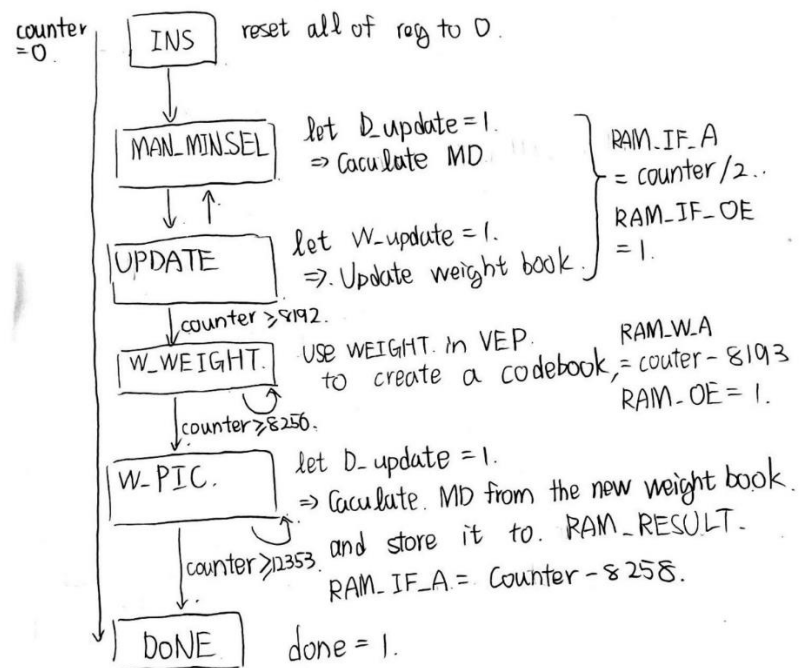 counter
=0.
INS
reset all of reg to 0.
MAN_MINSEL
let D_update = 1.
⇒ Caculate MD
RAM_IF_A
= counter/2..
RAM_IF_OE
= 1.
UPDATE
let W_update = 1.
⇒. Update weight book.
counter ≥ 8192.
W_WEIGHT.
USE WEIGHT. in VEP.
to create a codebook,
RAM_W_A
= couter - 8193
RAM_OE = 1.
counter ≥ 8256.
W_PIC.
let D_update = 1.
⇒ Caculate. MD from the new weight book.
and store it to. RAM_RESULT.
RAM_IF_A. = Counter - 8258.
counter ≥ 12353.
DoNE
done = 1.